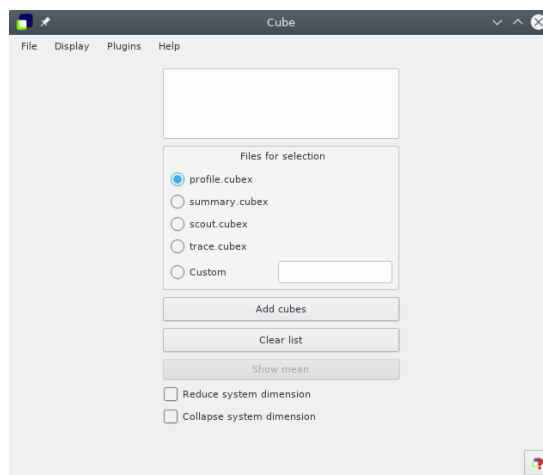 Cube
File Display Plugins Help
Files for selection
profile.cubex
summary.cubex
scout.cubex
trace.cubex
Custom
Add cubes
Clear list
Show mean
Reduce system dimension
Collapse system dimension